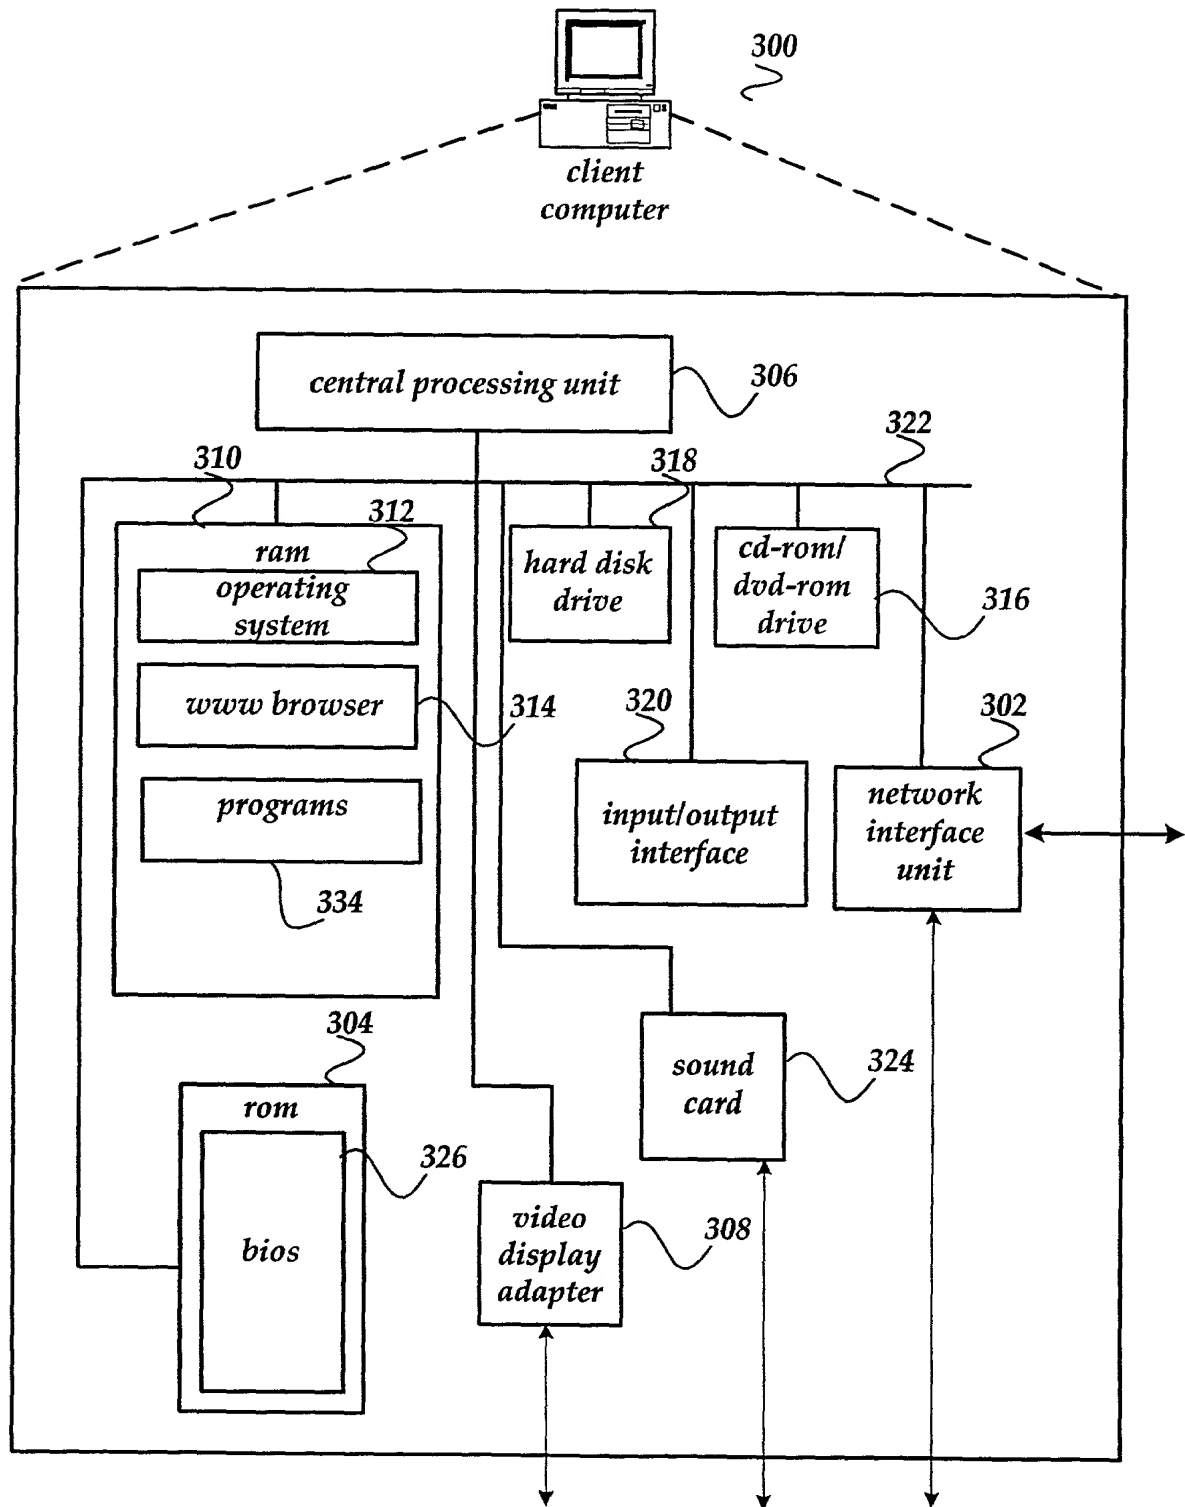 300
client
computer
central processing unit
306
322
310
318
312
ram
operating
system
hard disk
drive
cd-rom/
dvd-rom
drive
316
www browser
314
320
302
programs
input/output
interface
network
interface
unit
334
304
sound
card
324
rom
326
bios
video
display
adapter
308